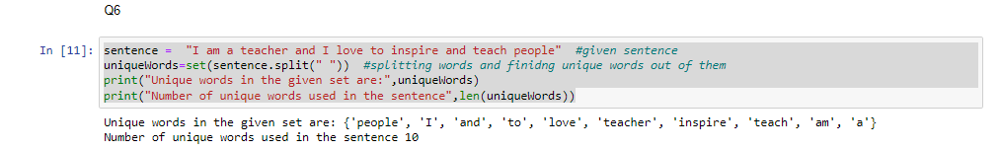 Q6
In [11]: sentence =  "I am a teacher and I love to inspire and teach people"  #given sentence
uniqueWords=set(sentence.split(" "))  #splitting words and finidng unique words out of them
print("Unique words in the given set are:",uniqueWords)
print("Number of unique words used in the sentence",len(uniqueWords))
Unique words in the given set are: {'people', 'I', 'and', 'to', 'love', 'teacher', 'inspire', 'teach', 'am', 'a'}
Number of unique words used in the sentence 10